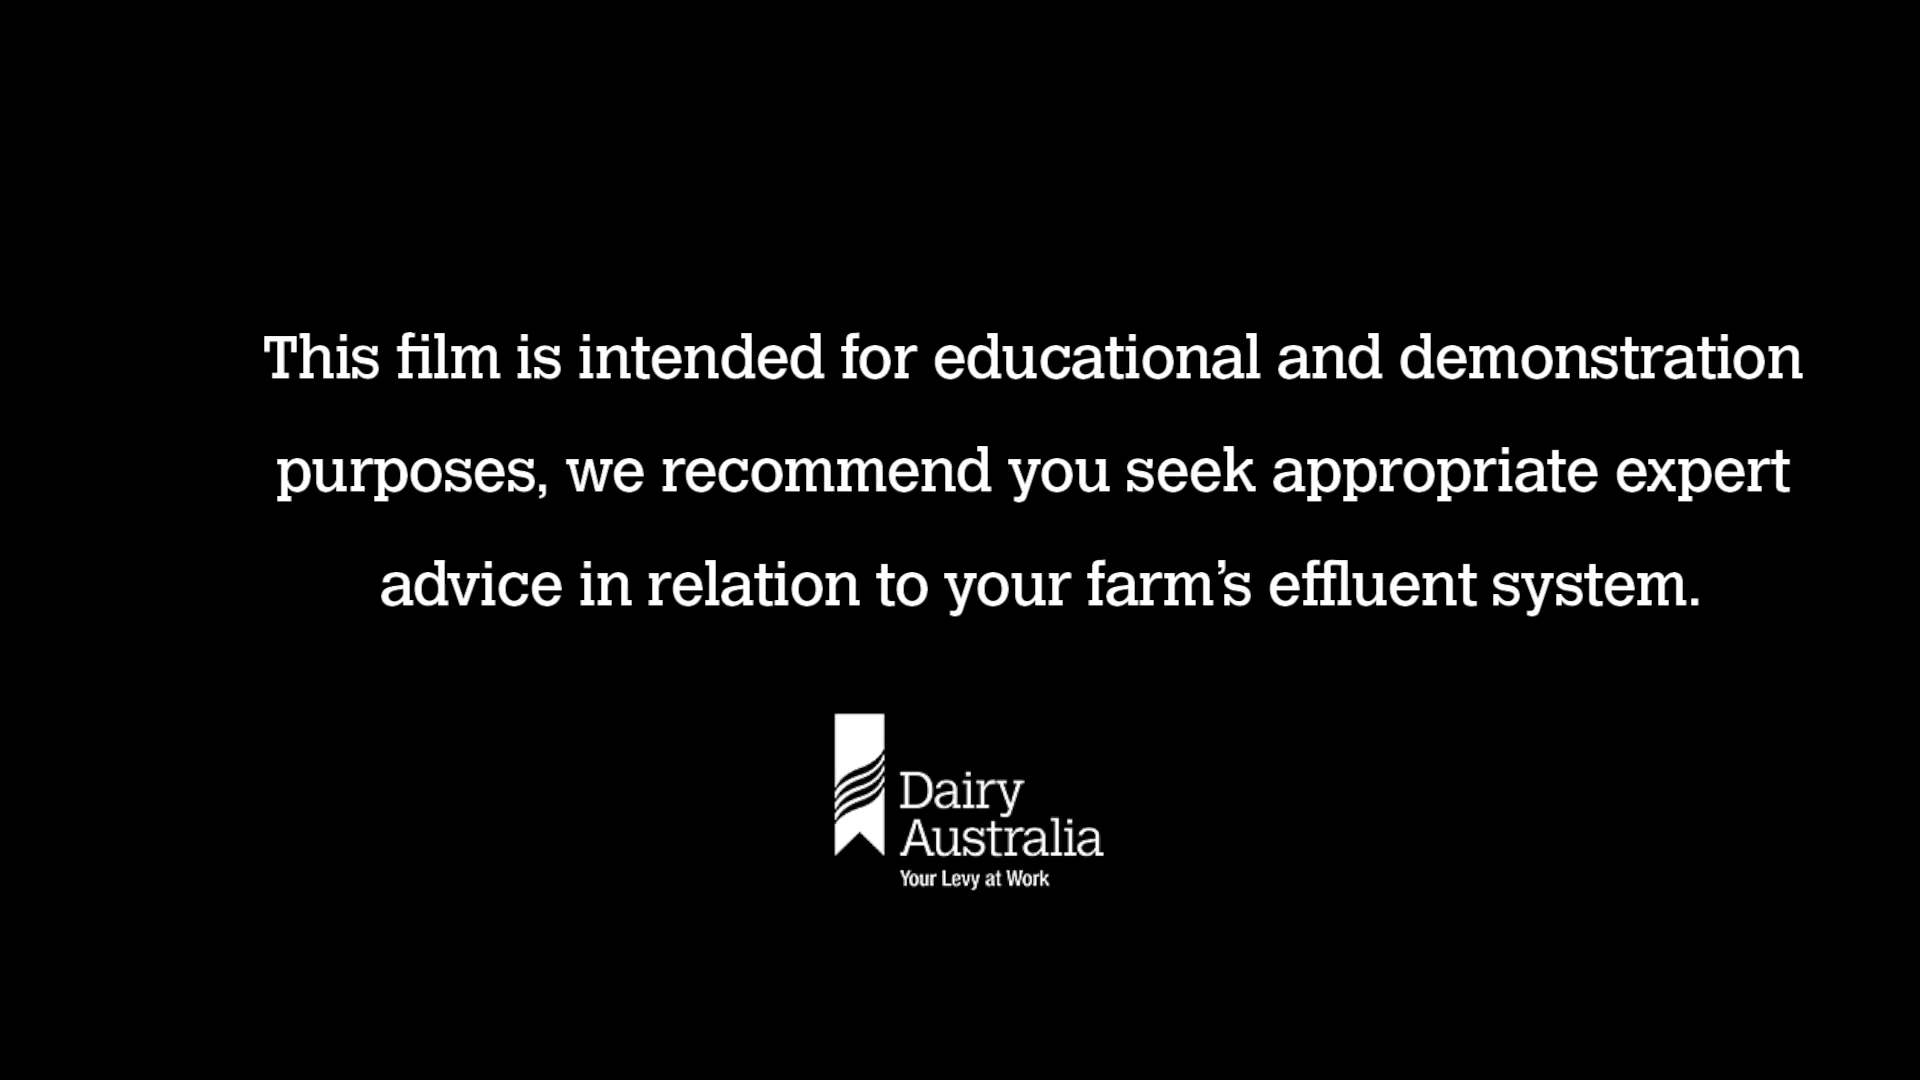 This film is intended for educational and demonstration
purposes, we recommend you seek appropriate expert
advice in relation to your farm’s effluent system.
Dairy
Australia
Your Levy at Work